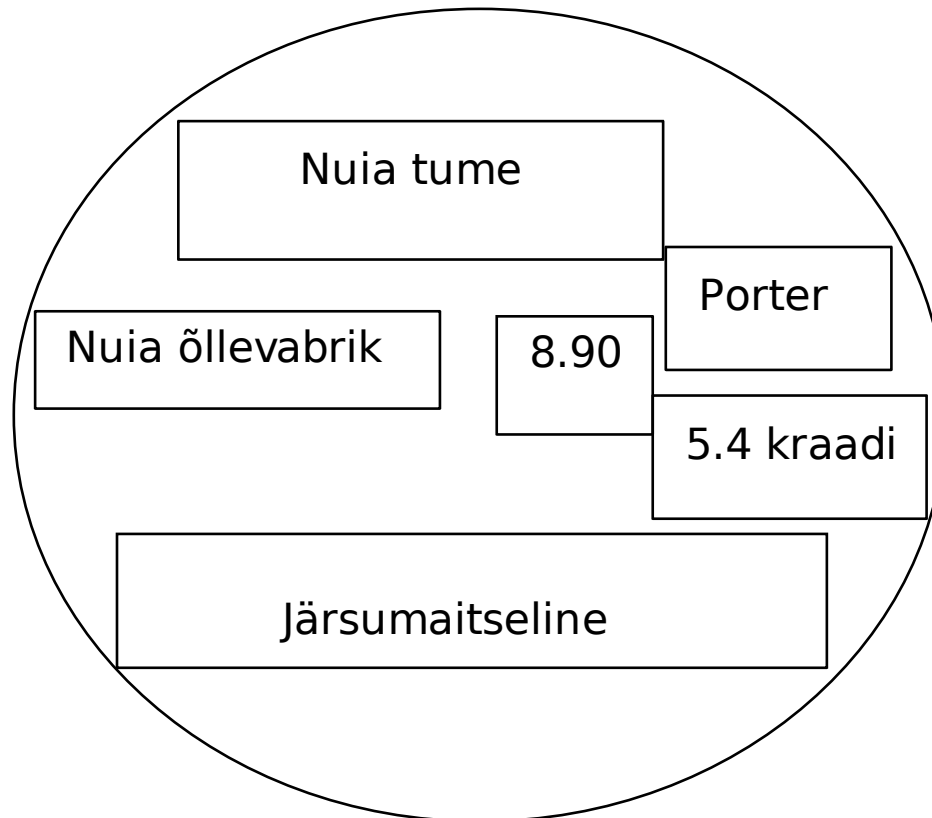 Nuia tume
Porter
Nuia õllevabrik
8.90
5.4 kraadi
Järsumaitseline